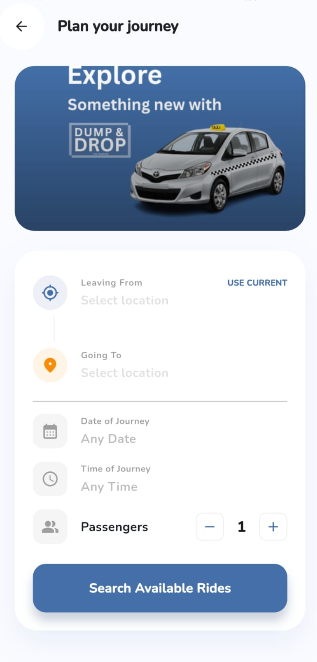 Plan your journey
Explore
Something new with
DUMP &
DROP
TAXI
Leaving From
USE CURRENT
Select location
Going To
Select location
Date of Journey
Any Date
Time of Journey
Any Time
Passengers
1
Search Available Rides